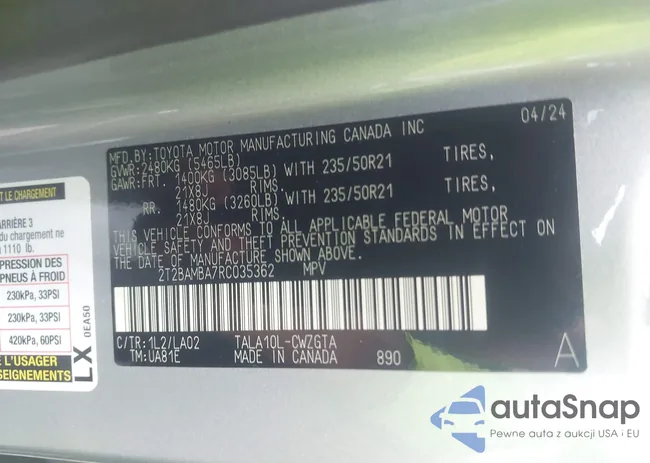 MFD.BY:TOYOTA MOTOR MANUFACTURING CANADA INC 04/24
GVWR:2480KG (5465LB)
GAWR:FRT. 1400KG (3085LB) WITH 235/50R21 TIRES,
21X8J RIMS.
RR. 1480KG (3260LB) WITH 235/50R21 TIRES,
21X8J RIMS.
THIS VEHICLE CONFORMS TO ALL APPLICABLE FEDERAL MOTOR
VEHICLE SAFETY AND THEFT PREVENTION STANDARDS IN EFFECT ON
THE DATE OF MANUFACTURE SHOWN ABOVE.
2T2BAMBA7RC035362 MPV
C/TR:1L2/LA02 TALA10L-CWZGTA
TM:UA81E MADE IN CANADA 890 A
T LE CHARGEMENT
ARRIÈRE 3
du chargement ne
1110 lb.
PRESSION DES
PNEUS À FROID
230kPa, 33PSI
230kPa, 33PSI
420kPa, 60PSI
L'USAGER
SEIGNEMENTS
LX 0EA50
autaSnap
Pewne auta z aukcji USA i EU